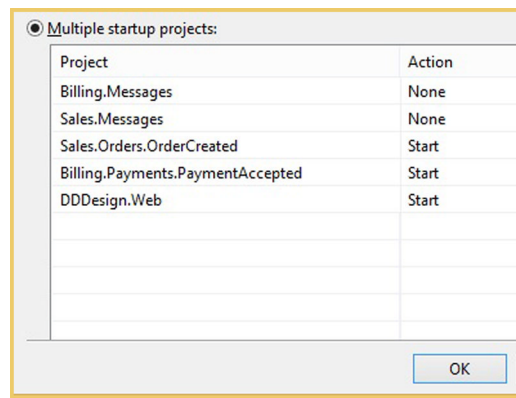 Multiple startup projects:
Project Action
Billing.Messages None
Sales.Messages None
Sales.Orders.OrderCreated Start
Billing.Payments.PaymentAccepted Start
DDDesign.Web Start
OK